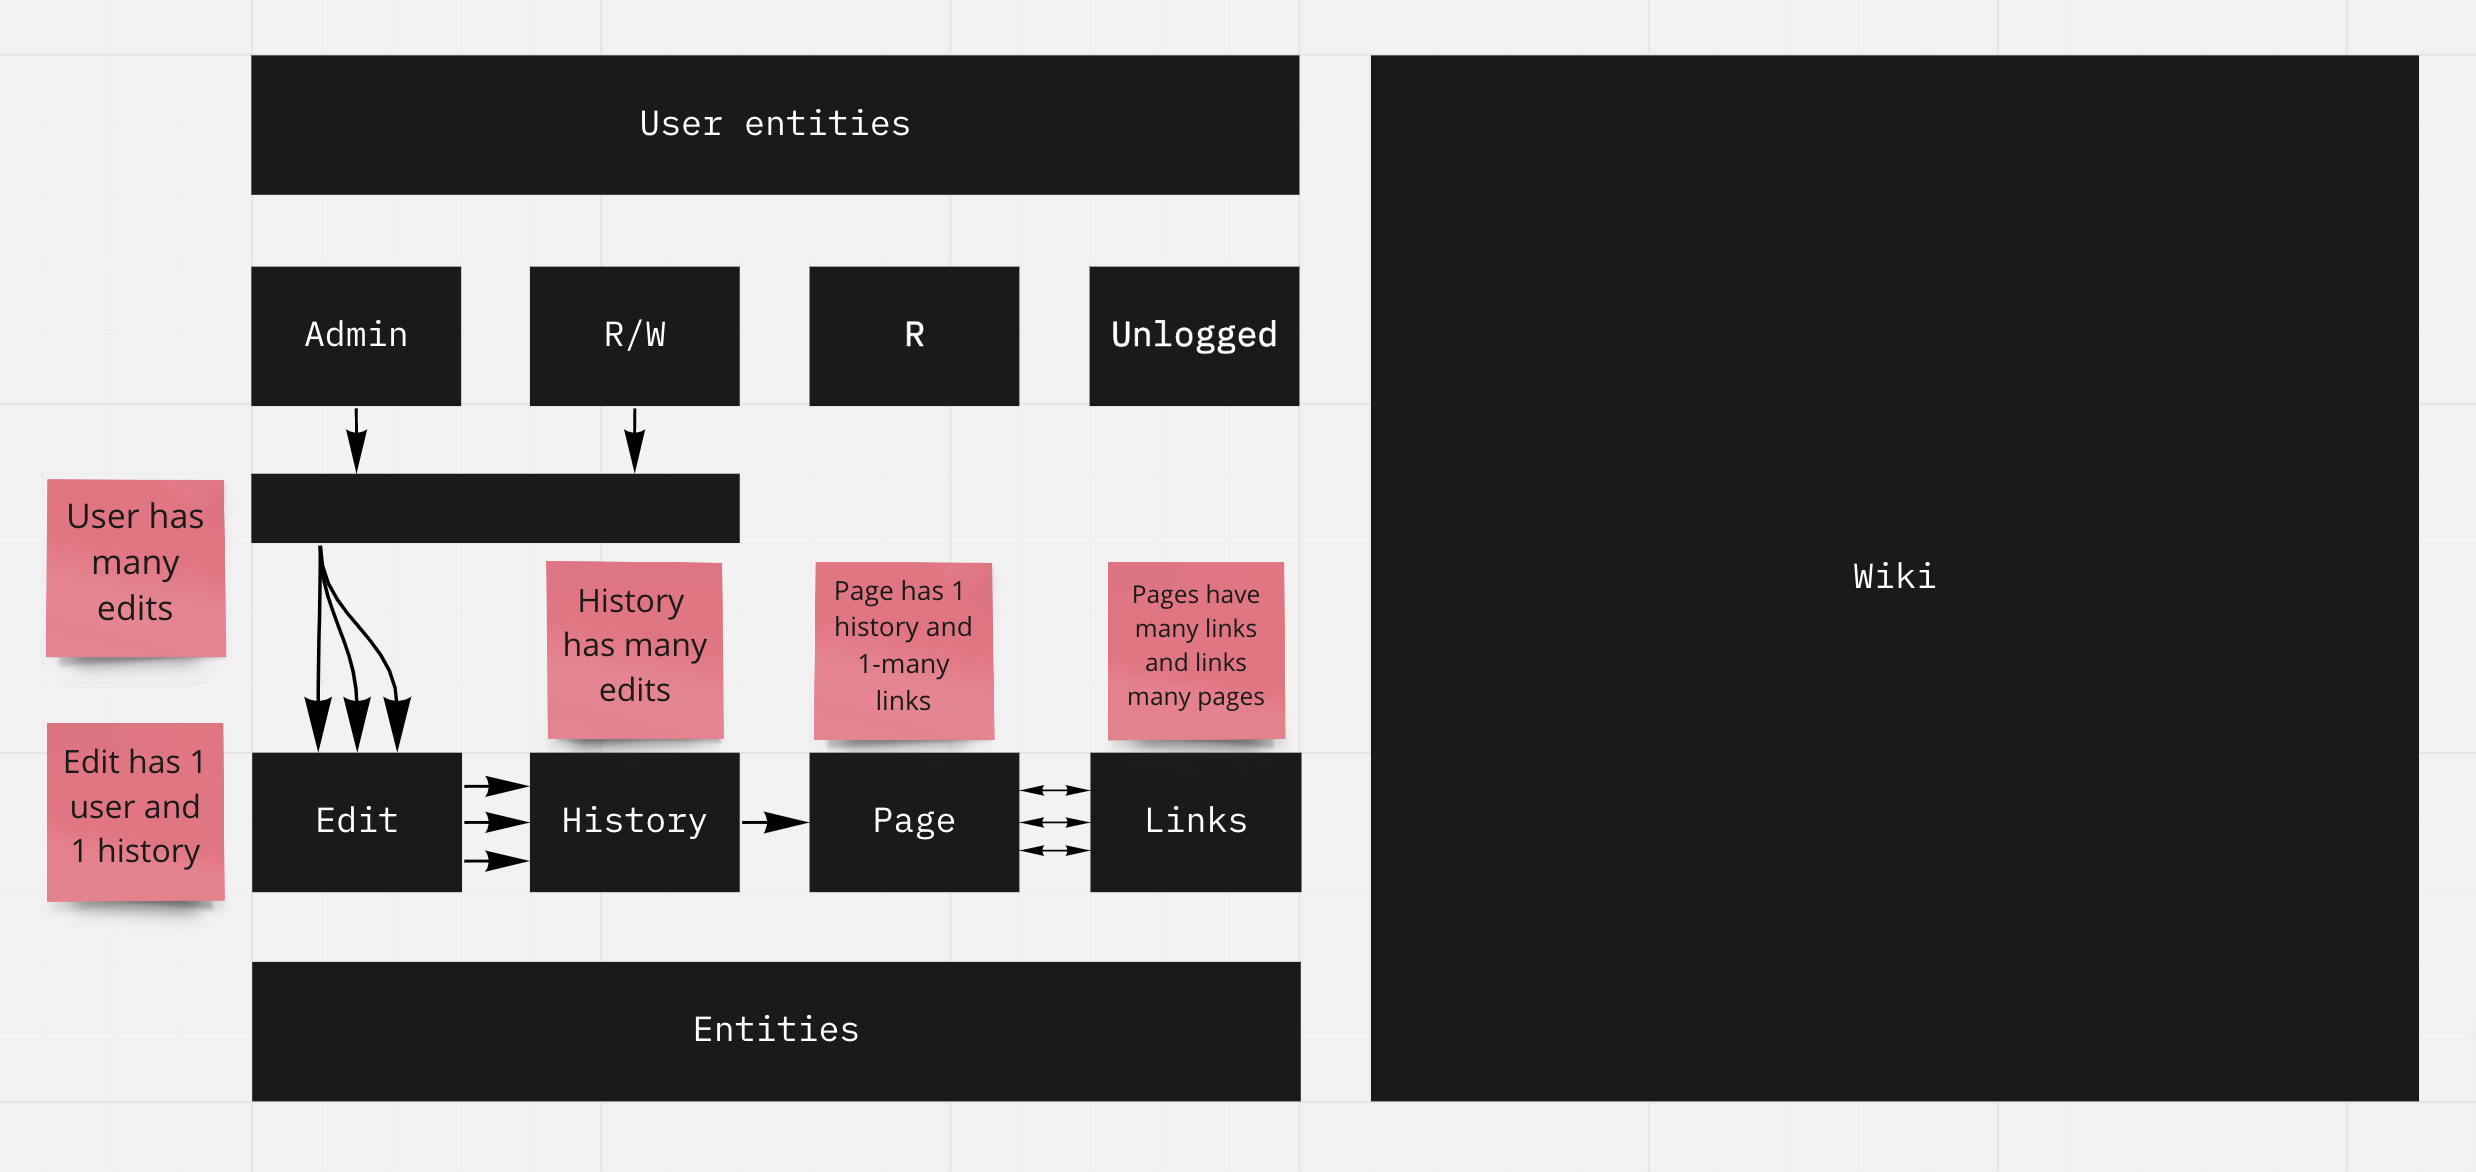 User entities
Admin
R/W
R
Unlogged
User has
many
edits
History
has many
edits
Page has 1
history and
1-many
links
Pages have
many links
and links
many pages
Edit has 1
user and
1 history
Edit
History
Page
Links
Entities
Wiki